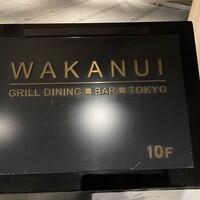 WAKANUI
GRILL DINING ■ BAR ■ TOKYO
10F